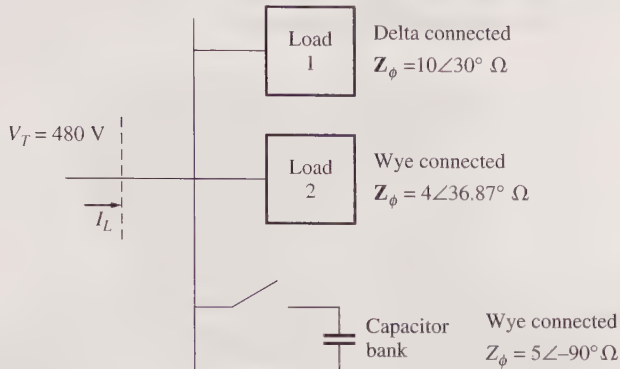 Load
1
Delta connected
Z_ϕ =10∠30° Ω
V_T = 480 V
Load
2
Wye connected
Z_ϕ = 4∠36.87° Ω
I_L
Capacitor
bank
Wye connected
Z_ϕ = 5∠–90° Ω